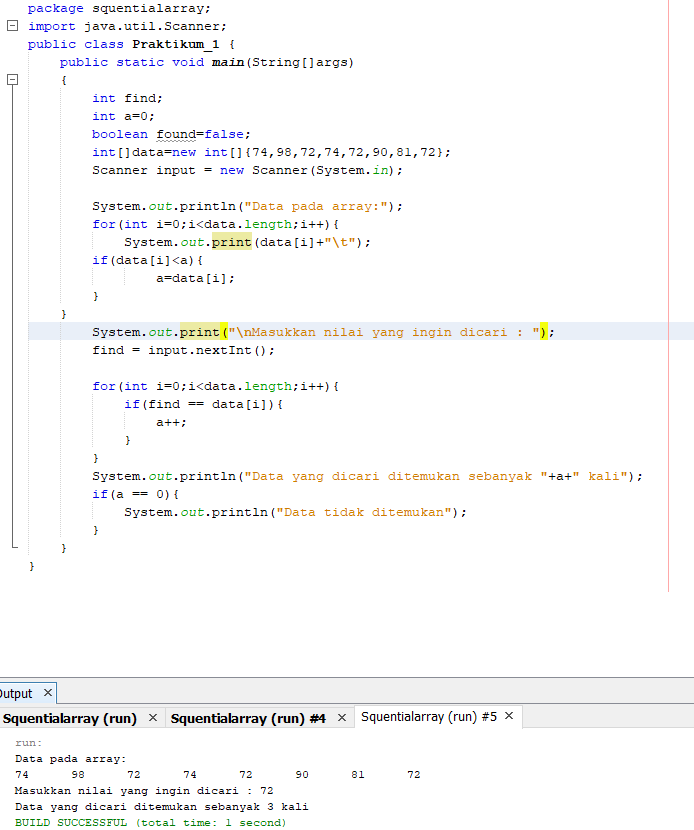 package squentialarray;
import java.util.Scanner;
public class Praktikum_1 {
    public static void main(String[]args)
    {
        int find;
        int a=0;
        boolean found=false;
        int[]data=new int[]{74,98,72,74,72,90,81,72};
        Scanner input = new Scanner(System.in);

        System.out.println("Data pada array:");
        for(int i=0;i<data.length;i++){
            System.out.print(data[i]+"\t");
        if(data[i]<a){
                a=data[i];
        }
    }
        System.out.print("\nMasukkan nilai yang ingin dicari : ");
        find = input.nextInt();

        for(int i=0;i<data.length;i++){
            if(find == data[i]){
                a++;
            }
        }
        System.out.println("Data yang dicari ditemukan sebanyak "+a+" kali");
        if(a == 0){
            System.out.println("Data tidak ditemukan");
        }
    }
}
Output ×
Squentialarray (run) × Squentialarray (run) #4 × Squentialarray (run) #5 ×
run:
Data pada array:
74 98 72 74 72 90 81 72
Masukkan nilai yang ingin dicari : 72
Data yang dicari ditemukan sebanyak 3 kali
BUILD SUCCESSFUL (total time: 1 second)